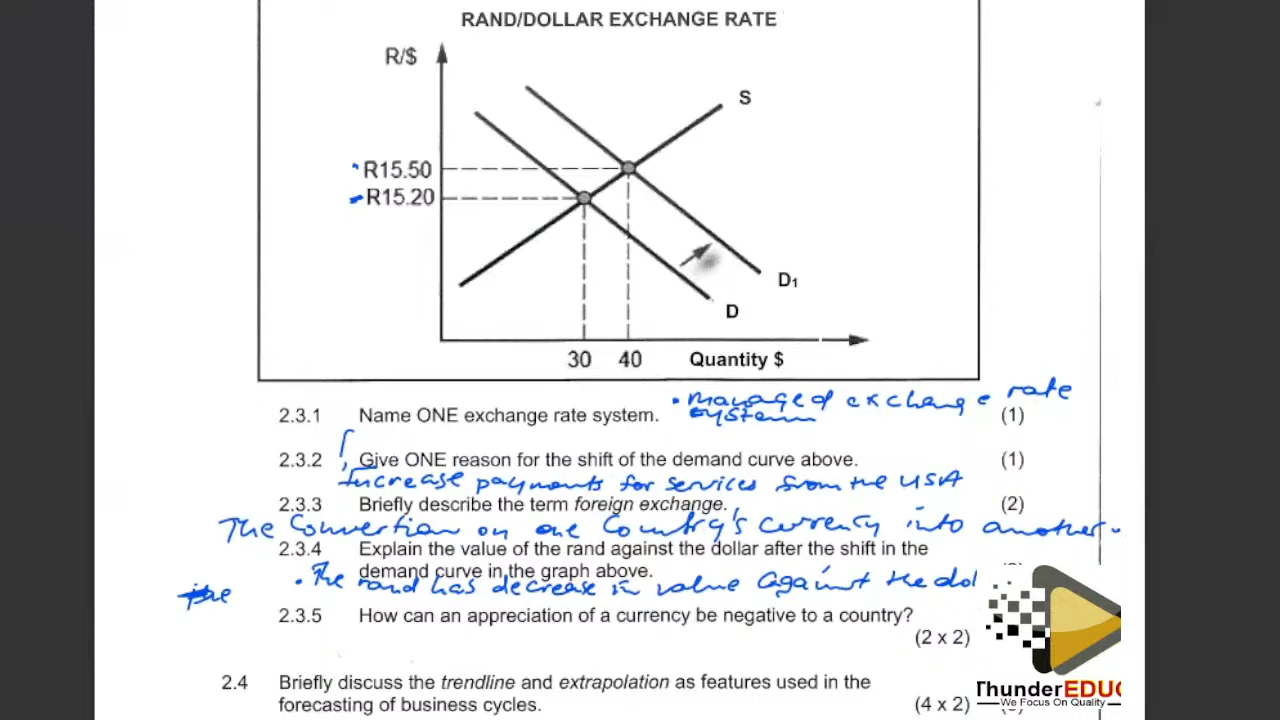 RAND/DOLLAR EXCHANGE RATE
R/$
S
R15.50
R15.20
D1
D
30 40 Quantity $
2.3.1 Name ONE exchange rate system. • managed exchange rate system (1)
2.3.2 Give ONE reason for the shift of the demand curve above. (1)
Increase payments for services from the USA
2.3.3 Briefly describe the term foreign exchange. (2)
The Convertion on one Country's currency into another.
2.3.4 Explain the value of the rand against the dollar after the shift in the
demand curve in the graph above.
• The rand has decrease in value against the dol
the
2.3.5 How can an appreciation of a currency be negative to a country?
(2 x 2)
2.4 Briefly discuss the trendline and extrapolation as features used in the
forecasting of business cycles. (4 x 2)
ThunderEDUC
We Focus On Quality